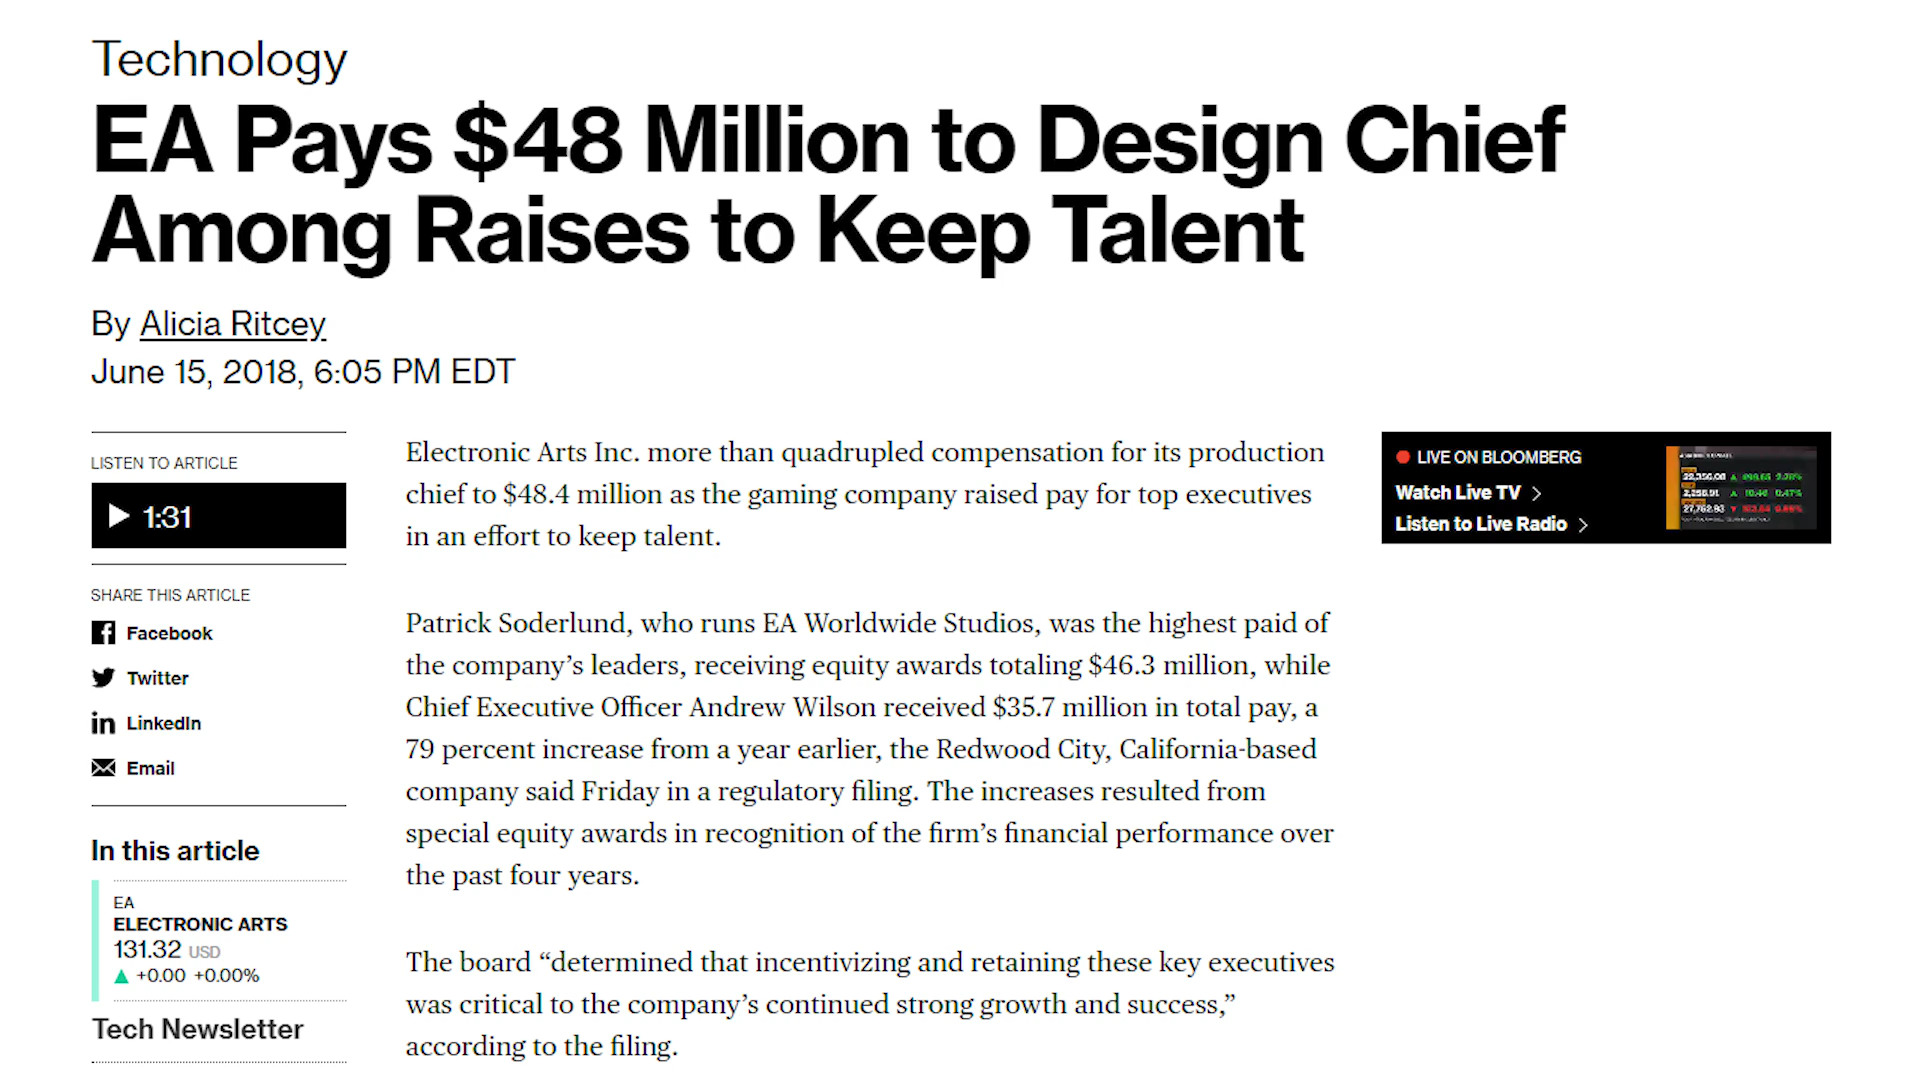 Technology
EA Pays $48 Million to Design Chief
Among Raises to Keep Talent
By Alicia Ritcey
June 15, 2018, 6:05 PM EDT
LISTEN TO ARTICLE
1:31
SHARE THIS ARTICLE
Facebook
Twitter
LinkedIn
Email
In this article
EA
ELECTRONIC ARTS
131.32 USD
+0.00 +0.00%
Tech Newsletter
Electronic Arts Inc. more than quadrupled compensation for its production
chief to $48.4 million as the gaming company raised pay for top executives
in an effort to keep talent.
Patrick Soderlund, who runs EA Worldwide Studios, was the highest paid of
the company’s leaders, receiving equity awards totaling $46.3 million, while
Chief Executive Officer Andrew Wilson received $35.7 million in total pay, a
79 percent increase from a year earlier, the Redwood City, California-based
company said Friday in a regulatory filing. The increases resulted from
special equity awards in recognition of the firm’s financial performance over
the past four years.
The board “determined that incentivizing and retaining these key executives
was critical to the company’s continued strong growth and success,”
according to the filing.
LIVE ON BLOOMBERG
Watch Live TV
Listen to Live Radio